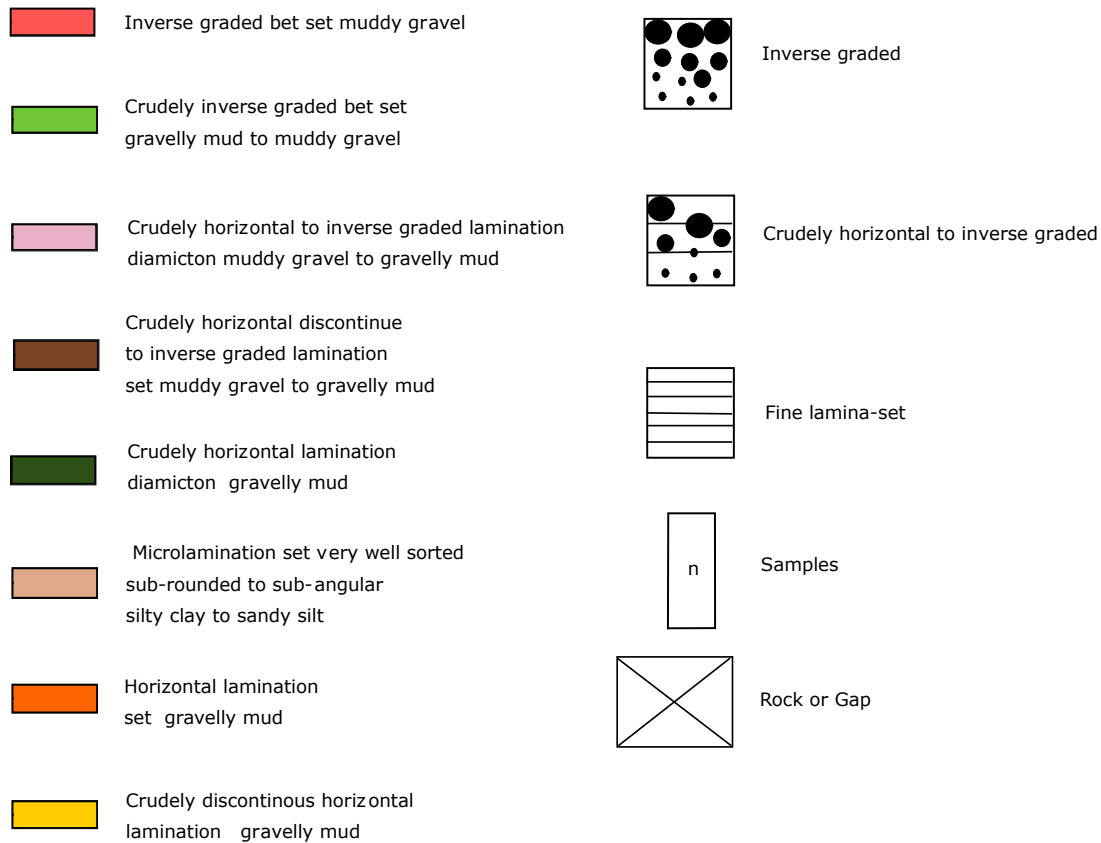 Inverse graded bet set muddy gravel
Crudely inverse graded bet set
gravelly mud to muddy gravel
Crudely horizontal to inverse graded lamination
diamicton muddy gravel to gravelly mud
Crudely horizontal discontinue
to inverse graded lamination
set muddy gravel to gravelly mud
Crudely horizontal lamination
diamicton gravelly mud
Microlamination set very well sorted
sub-rounded to sub-angular
silty clay to sandy silt
Horizontal lamination
set gravelly mud
Crudely discontinous horizontal
lamination gravelly mud
Inverse graded
Crudely horizontal to inverse graded
Fine lamina-set
n
Samples
Rock or Gap